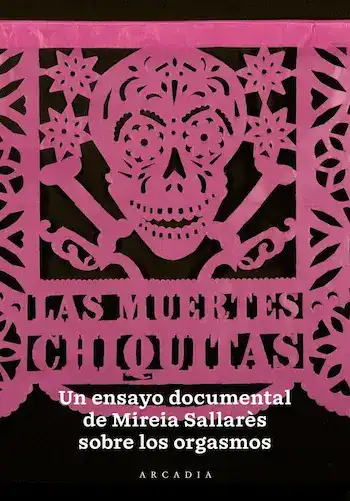 LAS MUERTES
CHIQUITAS
Un ensayo documental
de Mireia Sallarès
sobre los orgasmos
ARCADIA